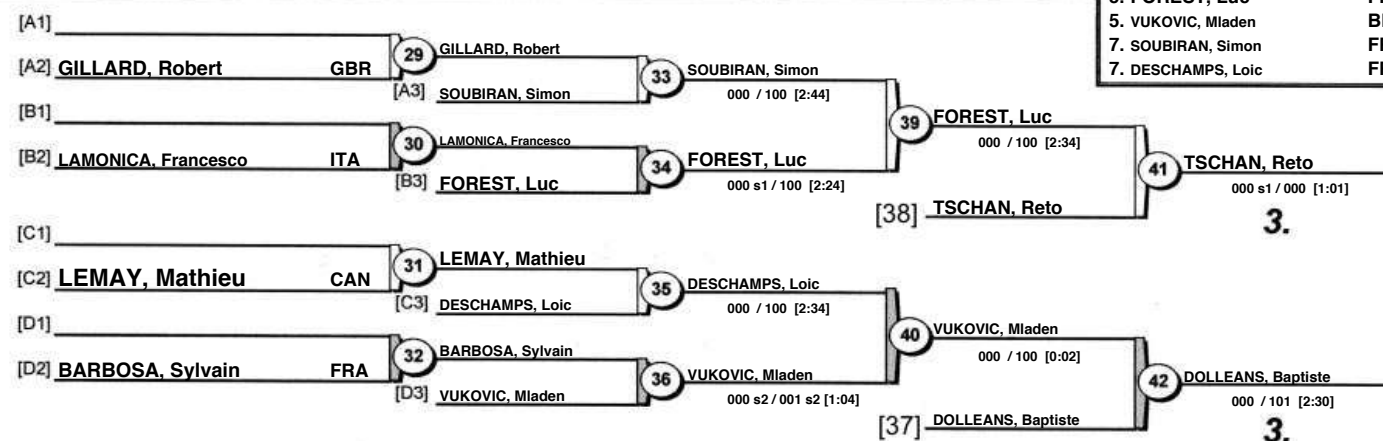 5. VUKOVIC, Mladen
7. SOUBIRAN, Simon
7. DESCHAMPS, Loic
[A1]
[A2] GILLARD, Robert GBR
29
GILLARD, Robert
[A3] SOUBIRAN, Simon
33
SOUBIRAN, Simon
000 / 100 [2:44]
[B1]
[B2] LAMONICA, Francesco ITA
30
LAMONICA, Francesco
[B3] FOREST, Luc
34
FOREST, Luc
000 s1 / 100 [2:24]
39
FOREST, Luc
000 / 100 [2:34]
[38] TSCHAN, Reto
41
TSCHAN, Reto
000 s1 / 000 [1:01]
3.
[C1]
[C2] LEMAY, Mathieu CAN
31
LEMAY, Mathieu
[C3] DESCHAMPS, Loic
35
DESCHAMPS, Loic
000 / 100 [2:34]
[D1]
[D2] BARBOSA, Sylvain FRA
32
BARBOSA, Sylvain
[D3] VUKOVIC, Mladen
36
VUKOVIC, Mladen
000 s2 / 001 s2 [1:04]
40
VUKOVIC, Mladen
000 / 100 [0:02]
[37] DOLLEANS, Baptiste
42
DOLLEANS, Baptiste
000 / 101 [2:30]
3.